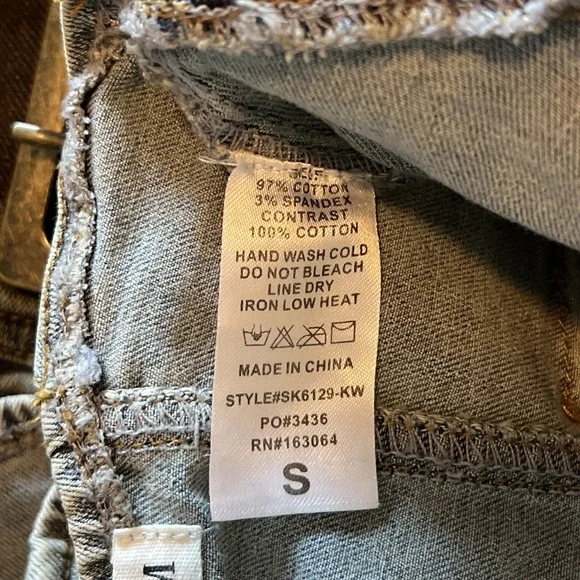 SELF
97% COTTON
3% SPANDEX
CONTRAST
100% COTTON
HAND WASH COLD
DO NOT BLEACH
LINE DRY
IRON LOW HEAT
MADE IN CHINA
STYLE#SK6129-KW
PO#3436
RN#163064
S